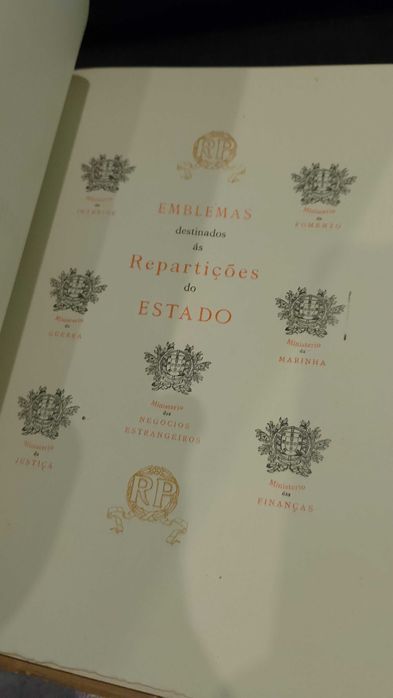 RP
EMBLEMAS
destinados
ás
Repartições
do
ESTADO
Ministerio
do
INTERIOR
Ministerio
do
FOMENTO
Ministerio
da
GUERRA
Ministerio
da
MARINHA
Ministerio
dos
NEGOCIOS
ESTRANGEIROS
Ministerio
da
JUSTIÇA
Ministerio
das
FINANÇAS
RP